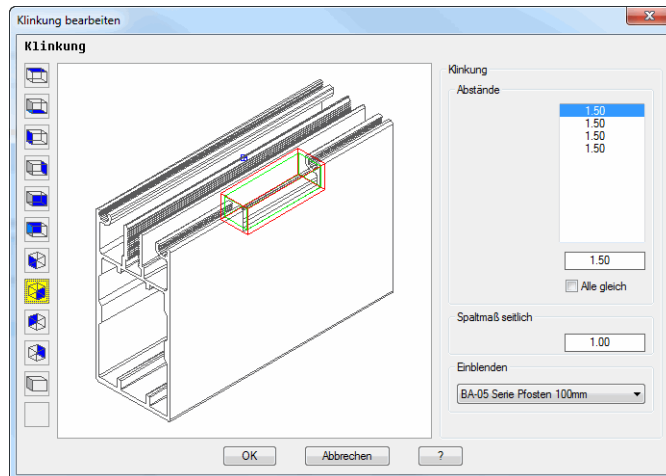 Klinkung bearbeiten
Klinkung
Klinkung
Abstände
1.50
1.50
1.50
1.50
1.50
Alle gleich
Spaltmaß seitlich
1.00
Einblenden
BA-05 Serie Pfosten 100mm
OK
Abbrechen
?